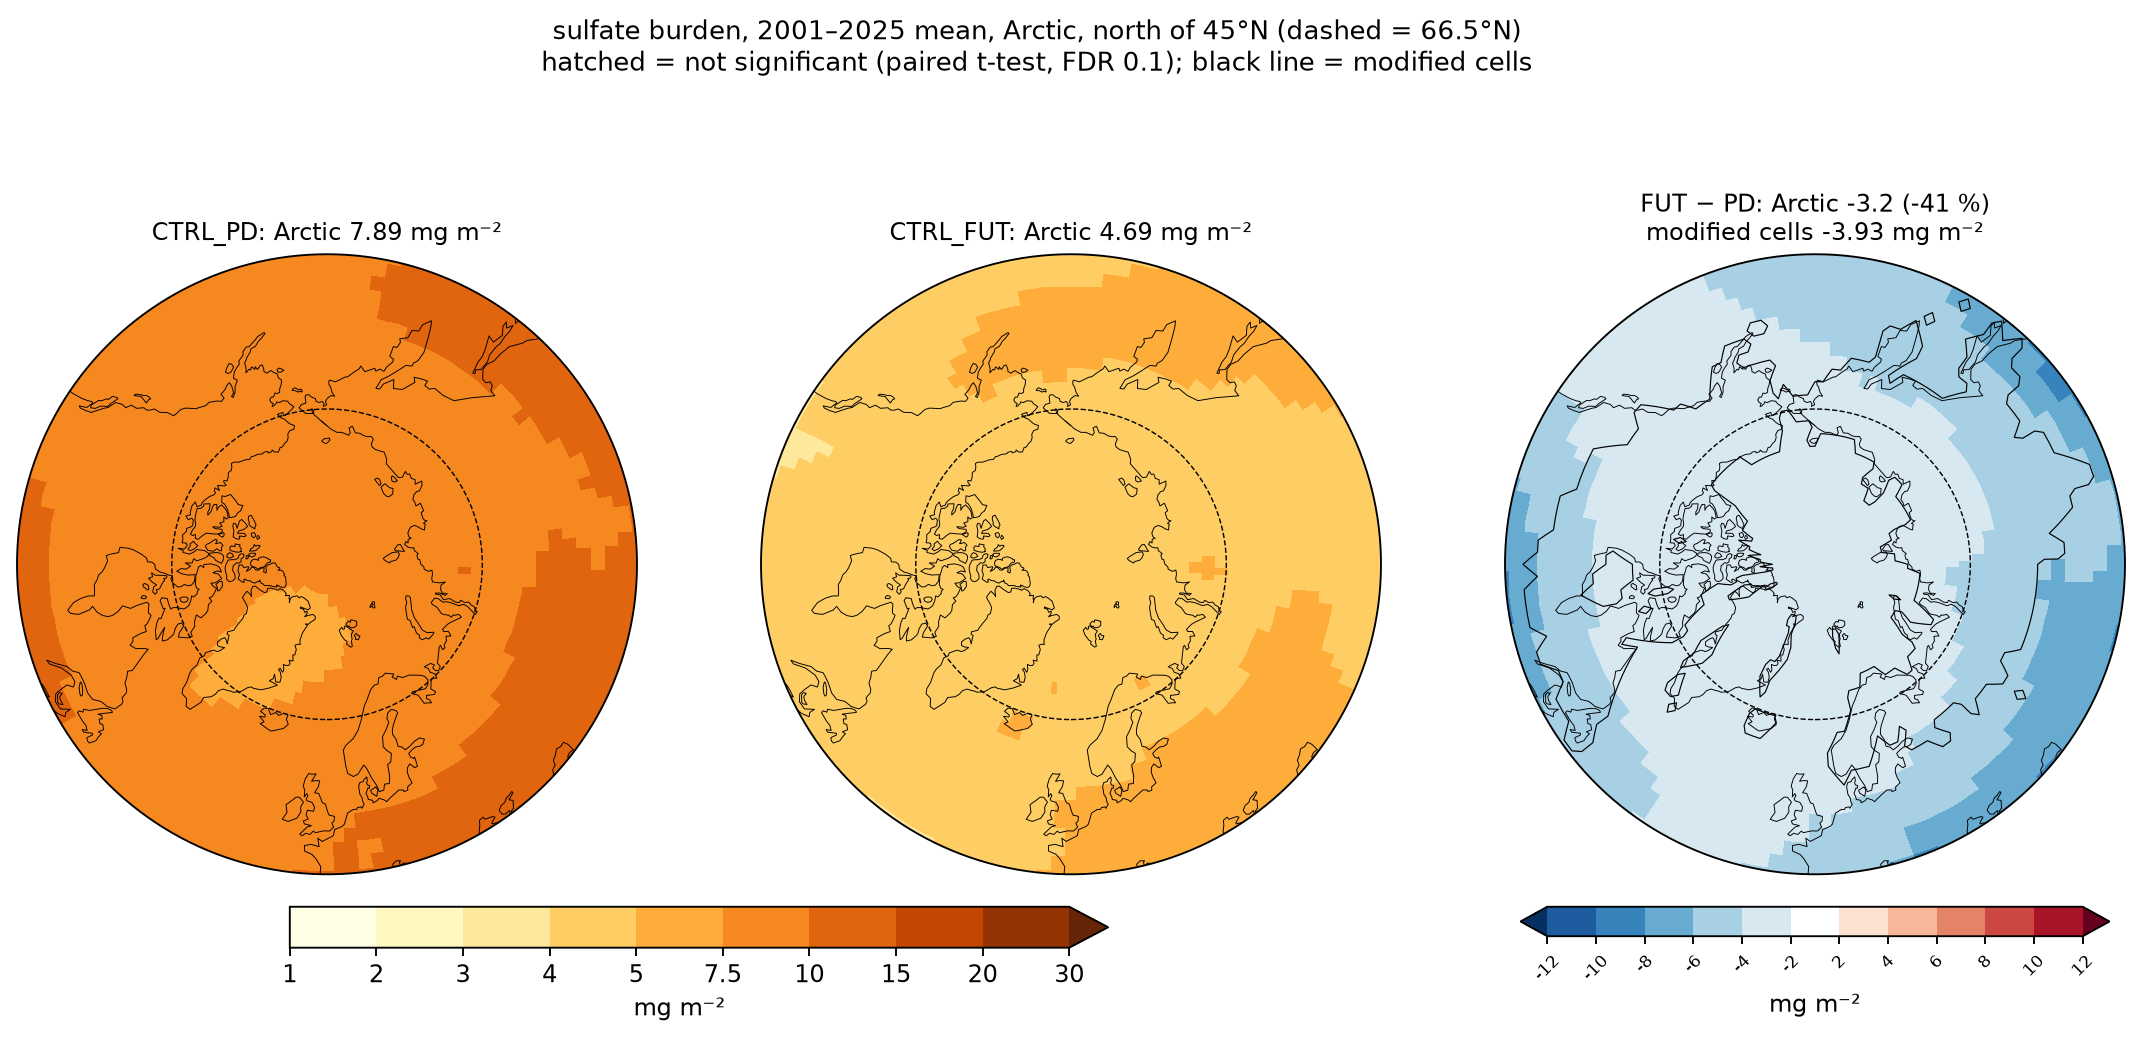 sulfate burden, 2001–2025 mean, Arctic, north of 45°N (dashed = 66.5°N)
hatched = not significant (paired t-test, FDR 0.1); black line = modified cells
CTRL_PD: Arctic 7.89 mg m⁻²
CTRL_FUT: Arctic 4.69 mg m⁻²
FUT − PD: Arctic -3.2 (-41 %)
modified cells -3.93 mg m⁻²
1 2 3 4 5 7.5 10 15 20 30
mg m⁻²
-12 -10 -8 -6 -4 -2 2 4 6 8 10 12
mg m⁻²